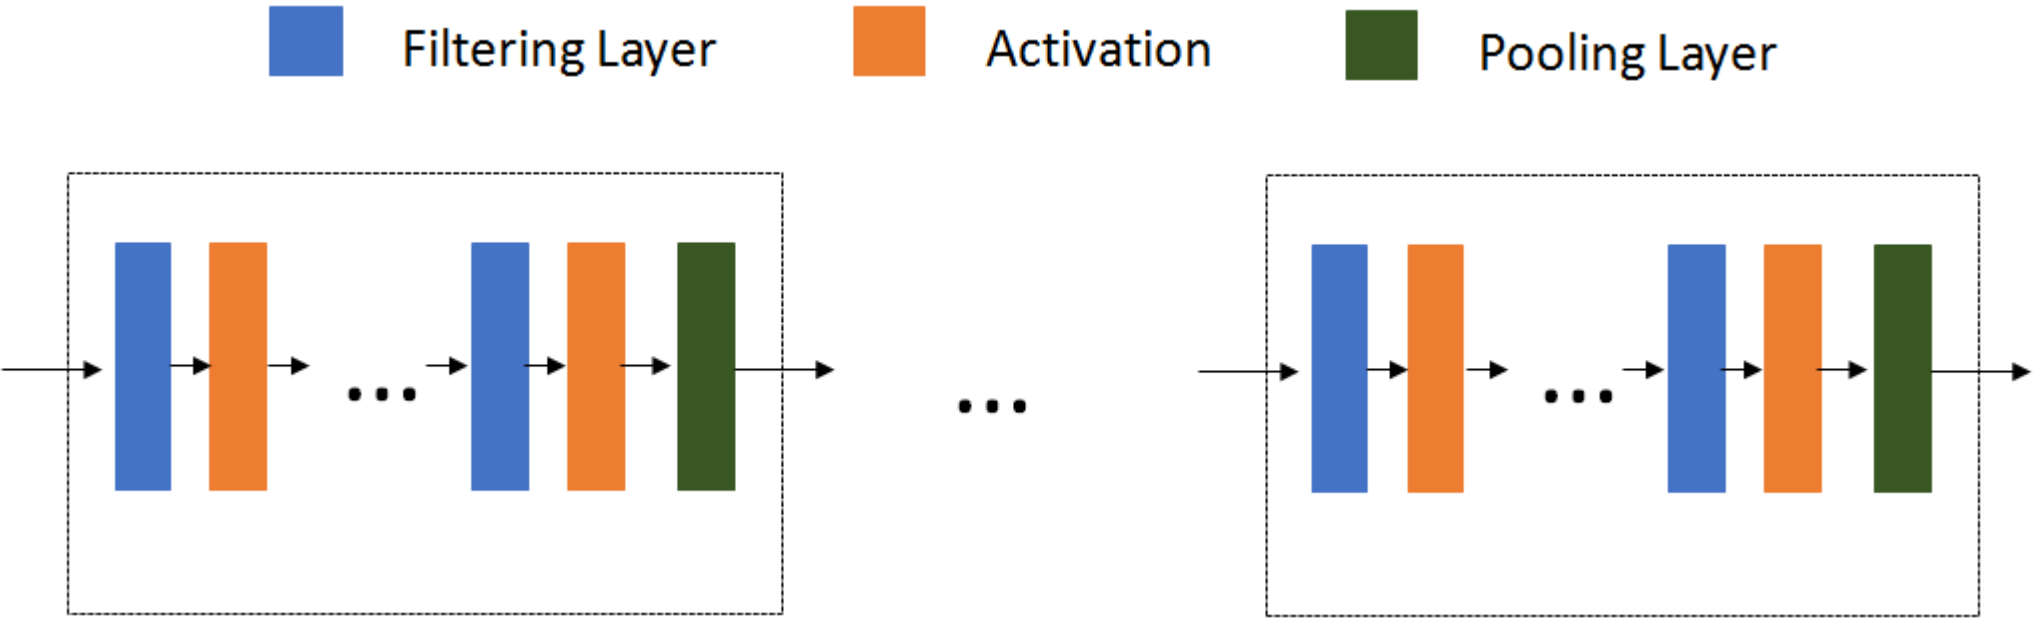 Filtering Layer
Activation
Pooling Layer
...
...
...